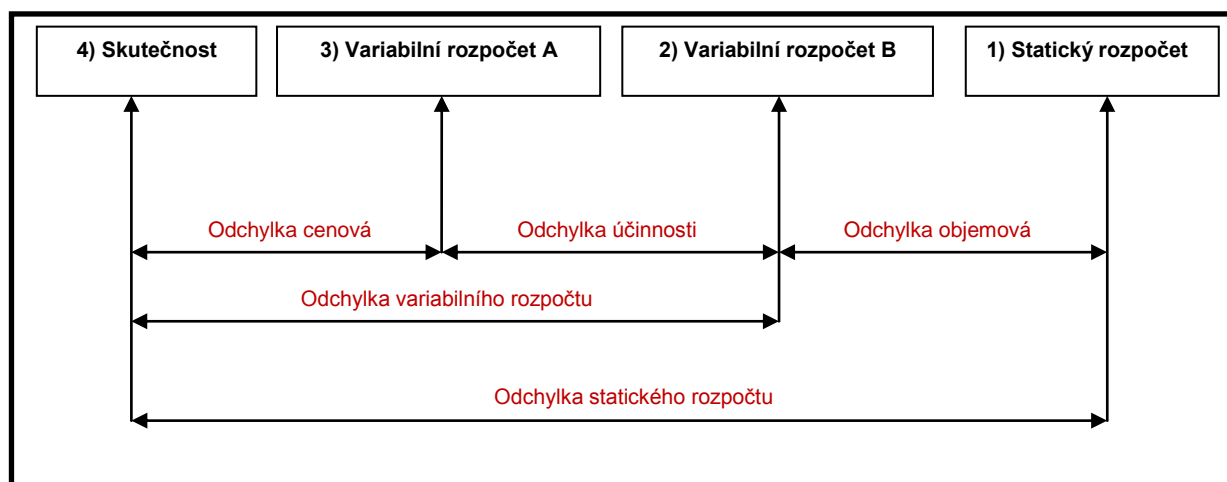 4) Skutečnost
3) Variabilní rozpočet A
2) Variabilní rozpočet B
1) Statický rozpočet
Odchylka cenová
Odchylka účinnosti
Odchylka objemová
Odchylka variabilního rozpočtu
Odchylka statického rozpočtu